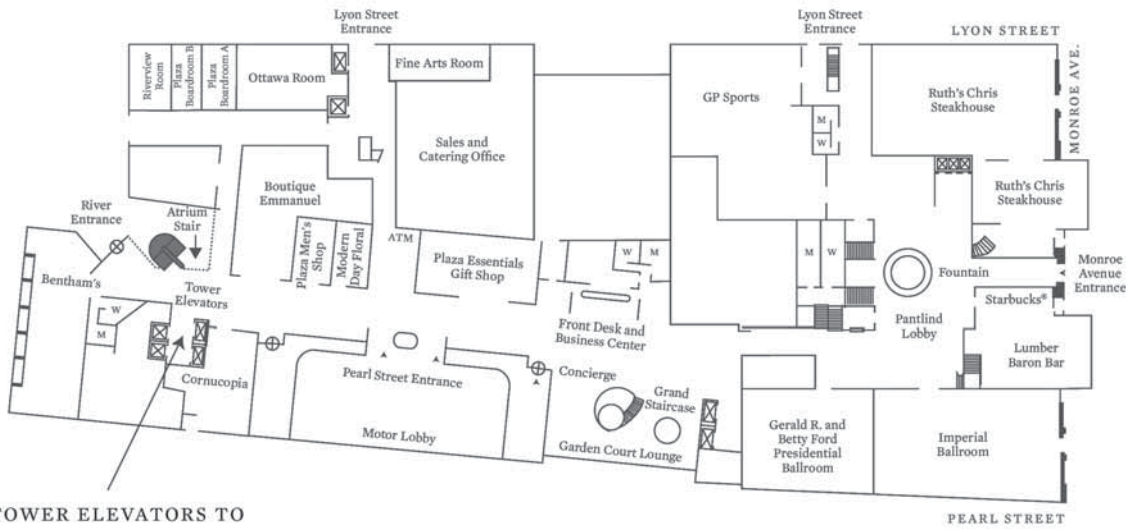 Lyon Street
Entrance
Lyon Street
Entrance
LYON STREET
MONROE AVE.
Riverview
Room
Plaza
Boardroom B
Plaza
Boardroom A
Ottawa Room
Fine Arts Room
GP Sports
Ruth's Chris
Steakhouse
Sales and
Catering Office
M
W
Ruth's Chris
Steakhouse
Boutique
Emmanuel
River
Entrance
Atrium
Stair
Plaza Men's
Shop
Modern
Day Floral
ATM
Plaza Essentials
Gift Shop
W
M
M
W
Fountain
Monroe
Avenue
Entrance
Bentham's
Tower
Elevators
Starbucks®
W
M
Front Desk and
Business Center
Pantlind
Lobby
Lumber
Baron Bar
Cornucopia
Pearl Street Entrance
Concierge
Grand
Staircase
Motor Lobby
Garden Court Lounge
Gerald R. and
Betty Ford
Presidential
Ballroom
Imperial
Ballroom
TOWER ELEVATORS TO
PEARL STREET